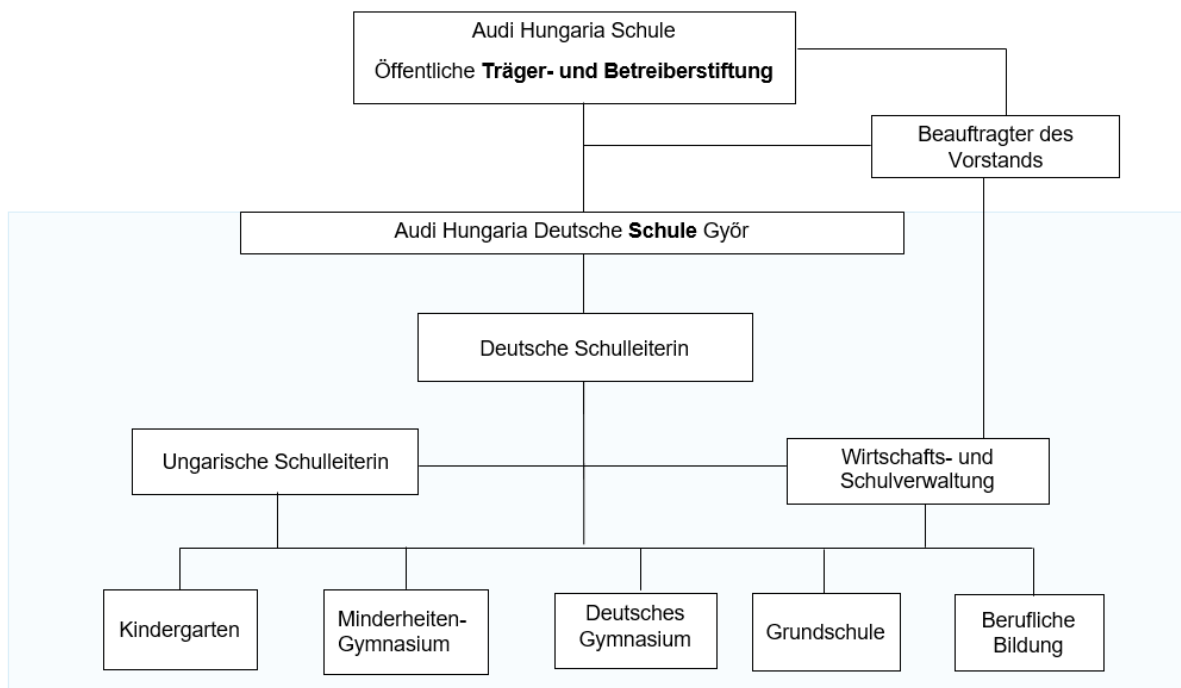 Audi Hungaria Schule
Öffentliche Träger- und Betreiberstiftung
Beauftragter des
Vorstands
Audi Hungaria Deutsche Schule Győr
Deutsche Schulleiterin
Ungarische Schulleiterin
Wirtschafts- und
Schulverwaltung
Kindergarten
Minderheiten-
Gymnasium
Deutsches
Gymnasium
Grundschule
Berufliche
Bildung